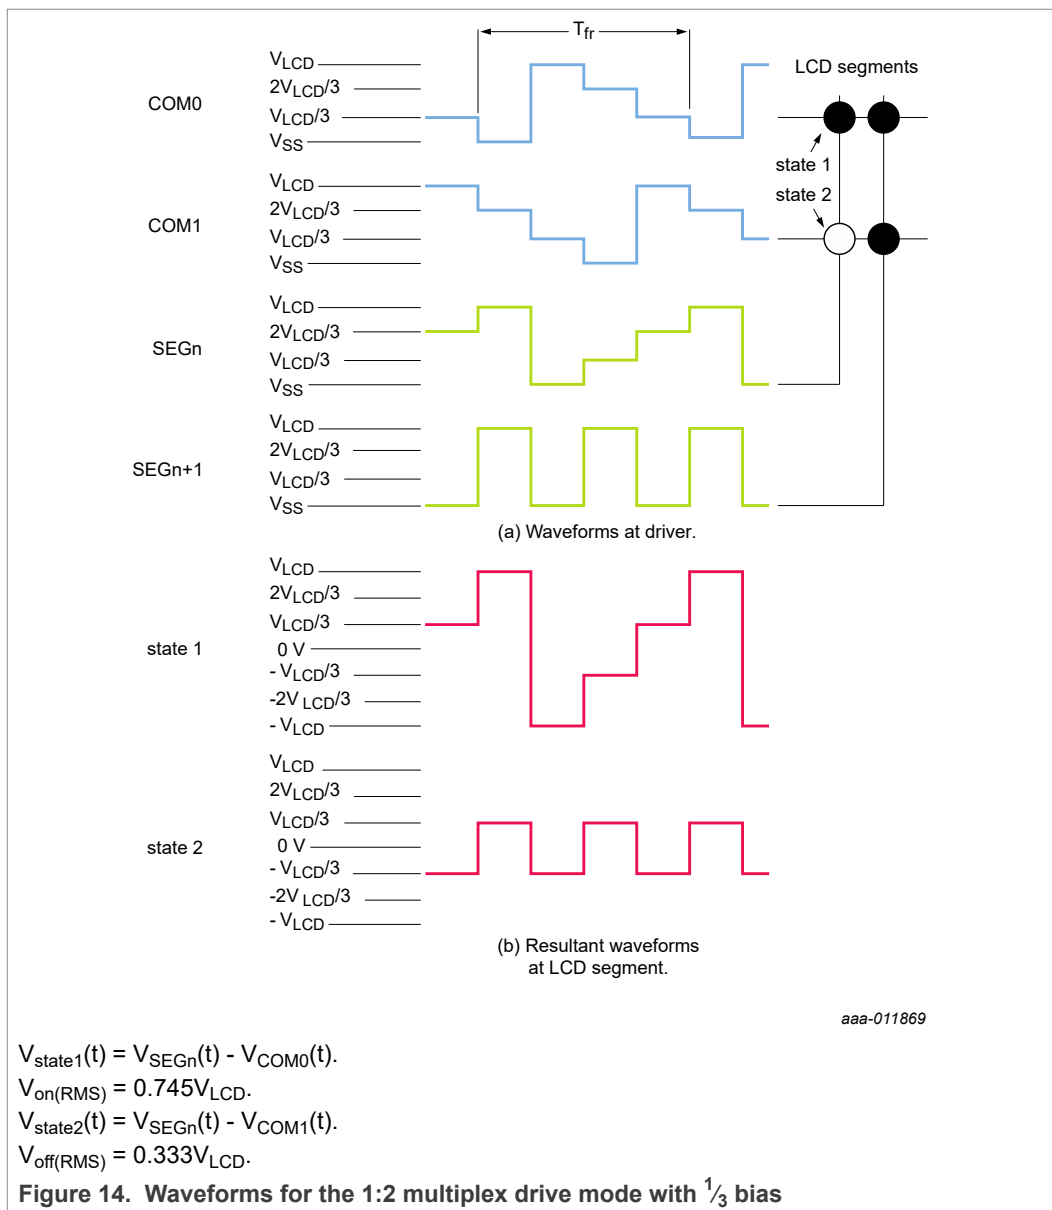 T_fr
V_LCD
2V_LCD/3
V_LCD/3
V_SS
COM0
LCD segments
state 1
state 2
V_LCD
2V_LCD/3
V_LCD/3
V_SS
COM1
V_LCD
2V_LCD/3
V_LCD/3
V_SS
SEGn
V_LCD
2V_LCD/3
V_LCD/3
V_SS
SEGn+1
(a) Waveforms at driver.
V_LCD
2V_LCD/3
V_LCD/3
0 V
- V_LCD/3
-2V_LCD/3
- V_LCD
state 1
V_LCD
2V_LCD/3
V_LCD/3
0 V
- V_LCD/3
-2V_LCD/3
- V_LCD
state 2
(b) Resultant waveforms
at LCD segment.
aaa-011869
V_state1(t) = V_SEGn(t) - V_COM0(t).
V_on(RMS) = 0.745V_LCD.
V_state2(t) = V_SEGn(t) - V_COM1(t).
V_off(RMS) = 0.333V_LCD.
Figure 14. Waveforms for the 1:2 multiplex drive mode with 1⁄3 bias